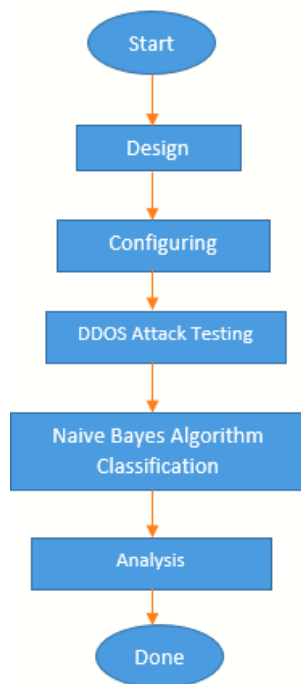 Start
Design
Configuring
DDOS Attack Testing
Naive Bayes Algorithm
Classification
Analysis
Done